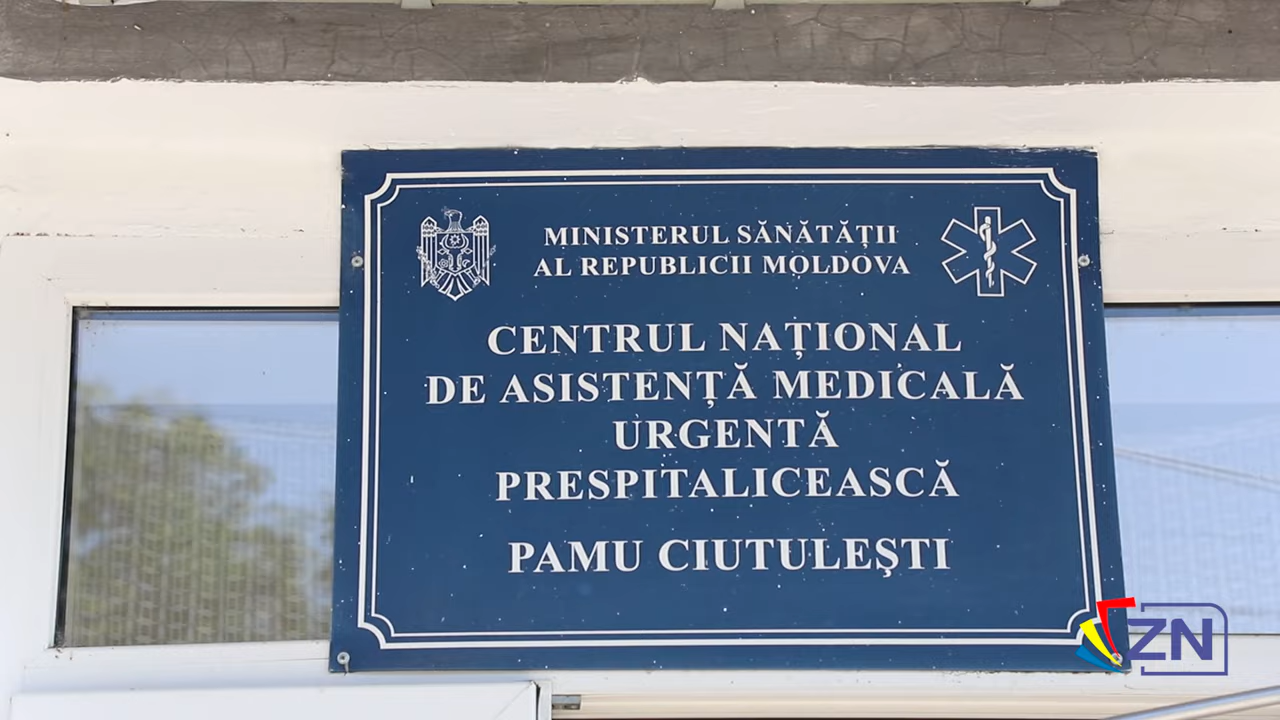 MINISTERUL SĂNĂTĂȚII
AL REPUBLICII MOLDOVA
CENTRUL NAȚIONAL
DE ASISTENȚĂ MEDICALĂ
URGENTĂ
PRESPITALICEASCĂ
PAMU CIUTULEŞTI
ZN